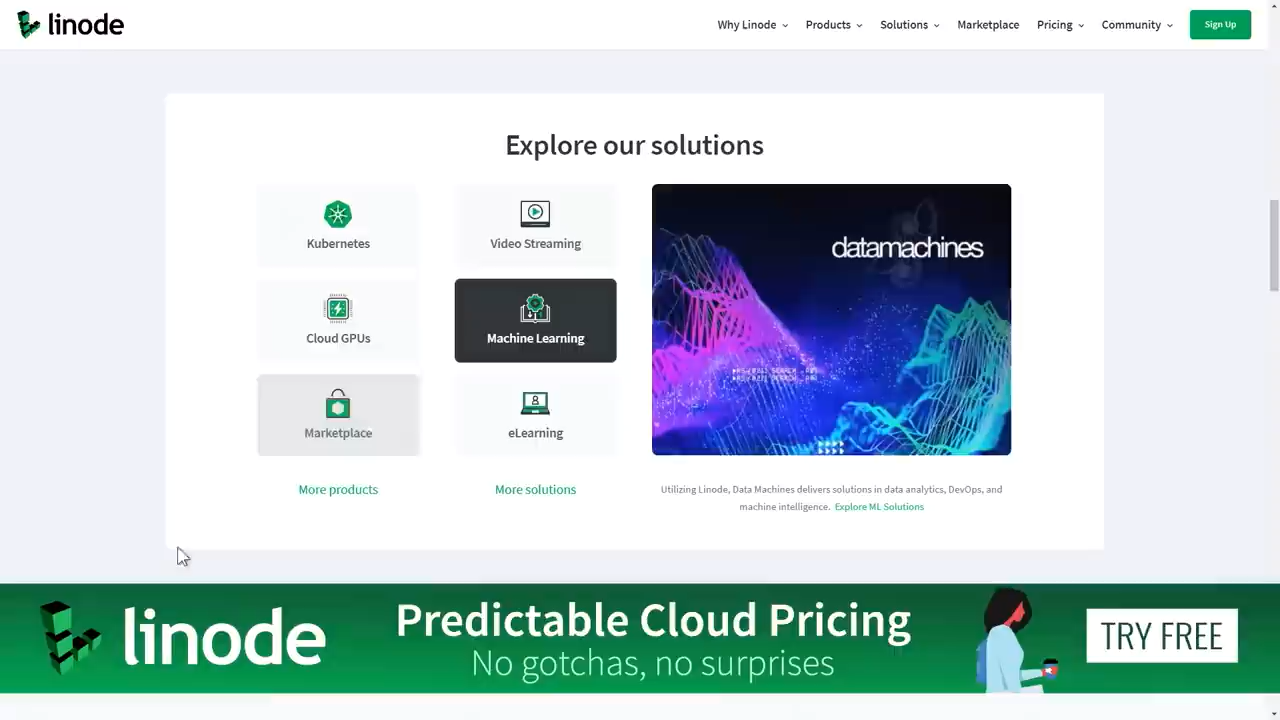 linode
Why Linode
Products
Solutions
Marketplace
Pricing
Community
Sign Up
Explore our solutions
Kubernetes
Video Streaming
Cloud GPUs
Machine Learning
Marketplace
eLearning
More products
More solutions
datamachines
Utilizing Linode, Data Machines delivers solutions in data analytics, DevOps, and
machine intelligence. Explore ML Solutions
linode
Predictable Cloud Pricing
No gotchas, no surprises
TRY FREE